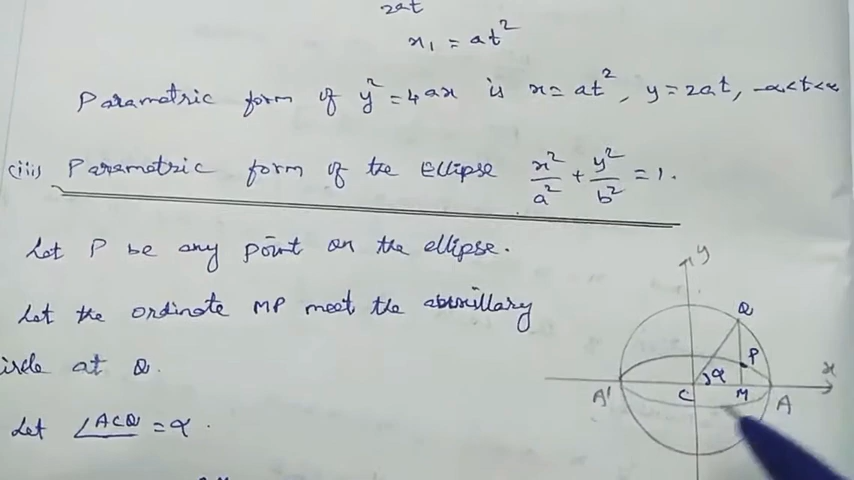 2at
x₁ = at²
Parametric form of y² = 4ax is x = at², y = 2at, -∝<t<∝
(iii) Parametric form of the Ellipse x²/a² + y²/b² = 1.
Let P be any point on the ellipse.
Let the ordinate MP meet the
ircle at Q.
Let ∠ACQ = α.
y
Q
P
x
α
A'
C
M
A